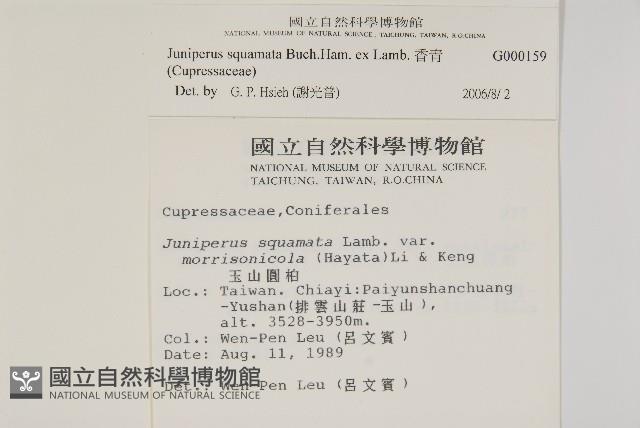 國立自然科學博物館
NATIONAL MUSEUM OF NATURAL SCIENCE, TAICHUNG, TAIWAN, R.O.CHINA
Juniperus squamata Buch.Ham. ex Lamb. 香青 G000159
(Cupressaceae)
Det. by G. P. Hsieh (謝光普) 2006/8/ 2
國立自然科學博物館
NATIONAL MUSEUM OF NATURAL SCIENCE
TAICHUNG, TAIWAN, R.O.CHINA
Cupressaceae,Coniferales
Juniperus squamata Lamb. var.
morrisonicola (Hayata)Li & Keng
玉山圓柏
Loc.: Taiwan. Chiayi:Paiyunshanchuang
-Yushan(排雲山莊-玉山),
alt. 3528-3950m.
Col.: Wen-Pen Leu (呂文賓)
Date: Aug. 11, 1989
Det.: Wen-Pen Leu (呂文賓)
國立自然科學博物館
NATIONAL MUSEUM OF NATURAL SCIENCE